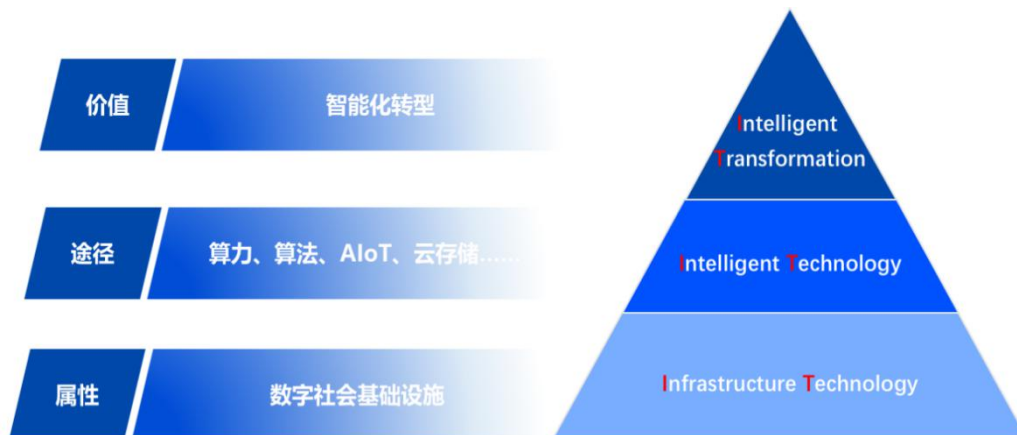 价值
智能化转型
Intelligent
Transformation
途径
算力、算法、AIoT、云存储……
Intelligent Technology
属性
数字社会基础设施
Infrastructure Technology